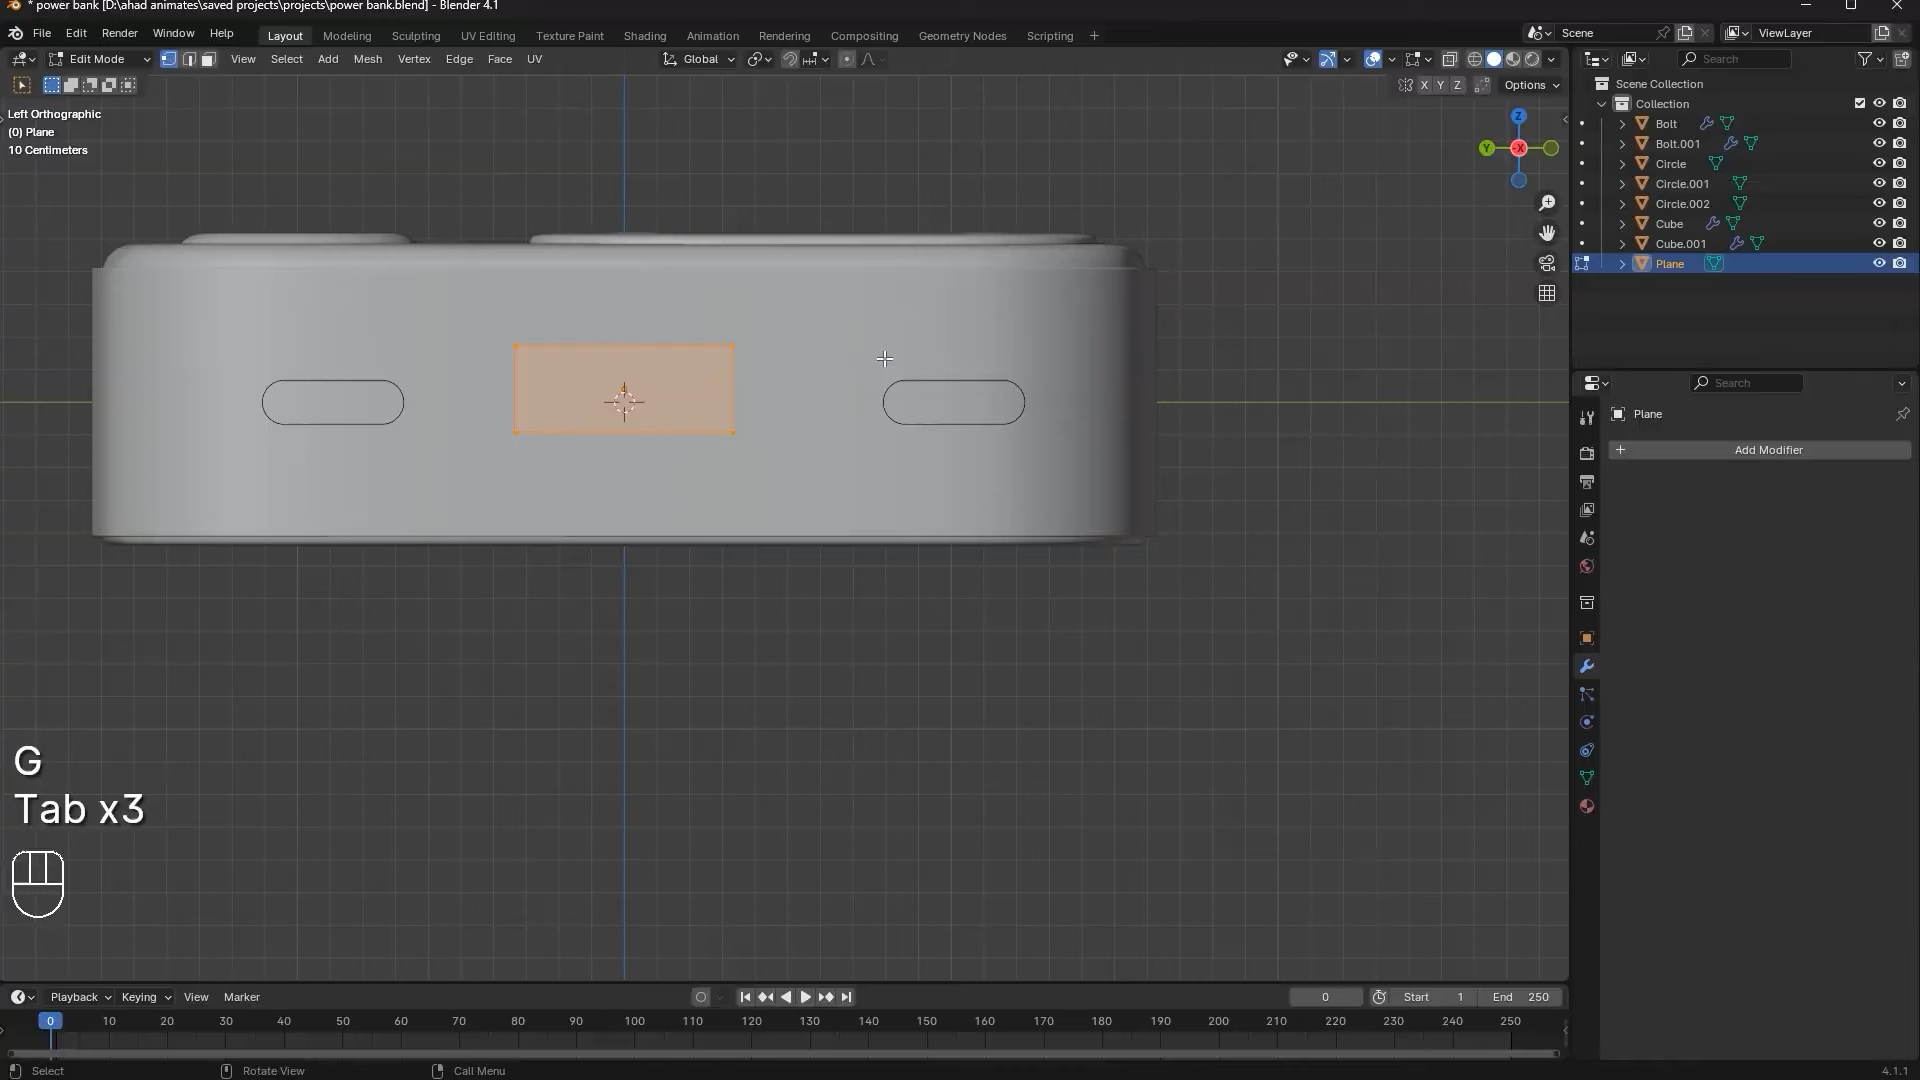 * power bank [D:\ahad animates\saved projects\projects\power bank.blend] - Blender 4.1
File Edit Render Window Help Layout Modeling Sculpting UV Editing Texture Paint Shading Animation Rendering Compositing Geometry Nodes Scripting + Scene ViewLayer
Edit Mode View Select Add Mesh Vertex Edge Face UV Global Search
X Y Z Options
Left Orthographic
(0) Plane
10 Centimeters
Z
Y -X
Scene Collection
Collection
Bolt
Bolt.001
Circle
Circle.001
Circle.002
Cube
Cube.001
Plane
Search
Plane
+ Add Modifier
G
Tab x3
Playback Keying View Marker 0 Start 1 End 250
0 10 20 30 40 50 60 70 80 90 100 110 120 130 140 150 160 170 180 190 200 210 220 230 240 250
Select Rotate View Call Menu 4.1.1